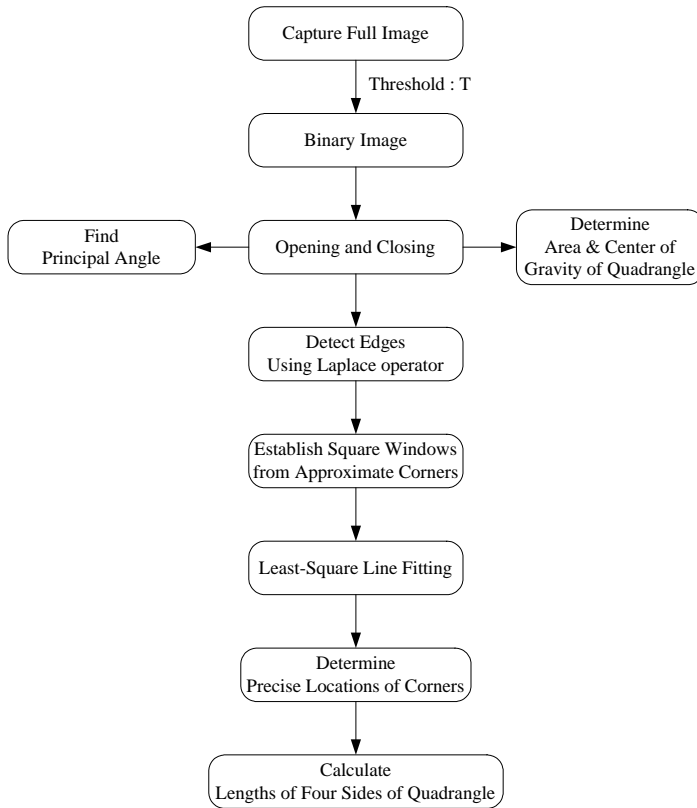 Capture Full Image
Threshold : T
Binary Image
Find
Principal Angle
Opening and Closing
Determine
Area & Center of
Gravity of Quadrangle
Detect Edges
Using Laplace operator
Establish Square Windows
from Approximate Corners
Least-Square Line Fitting
Determine
Precise Locations of Corners
Calculate
Lengths of Four Sides of Quadrangle